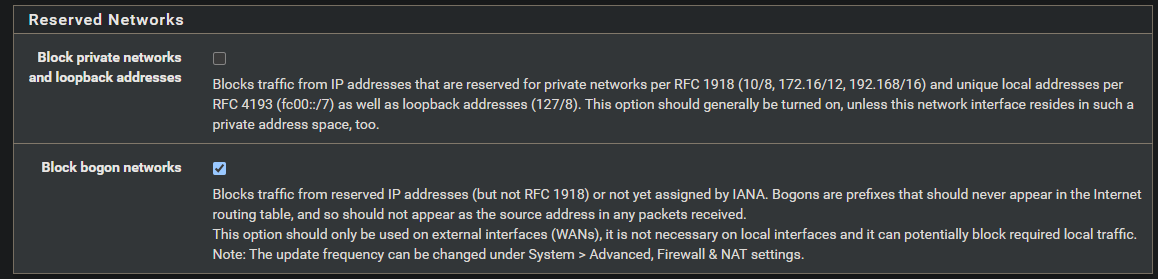 Reserved Networks
Block private networks
and loopback addresses
Blocks traffic from IP addresses that are reserved for private networks per RFC 1918 (10/8, 172.16/12, 192.168/16) and unique local addresses per
RFC 4193 (fc00::/7) as well as loopback addresses (127/8). This option should generally be turned on, unless this network interface resides in such a
private address space, too.
Block bogon networks
Blocks traffic from reserved IP addresses (but not RFC 1918) or not yet assigned by IANA. Bogons are prefixes that should never appear in the Internet
routing table, and so should not appear as the source address in any packets received.
This option should only be used on external interfaces (WANs), it is not necessary on local interfaces and it can potentially block required local traffic.
Note: The update frequency can be changed under System > Advanced, Firewall & NAT settings.